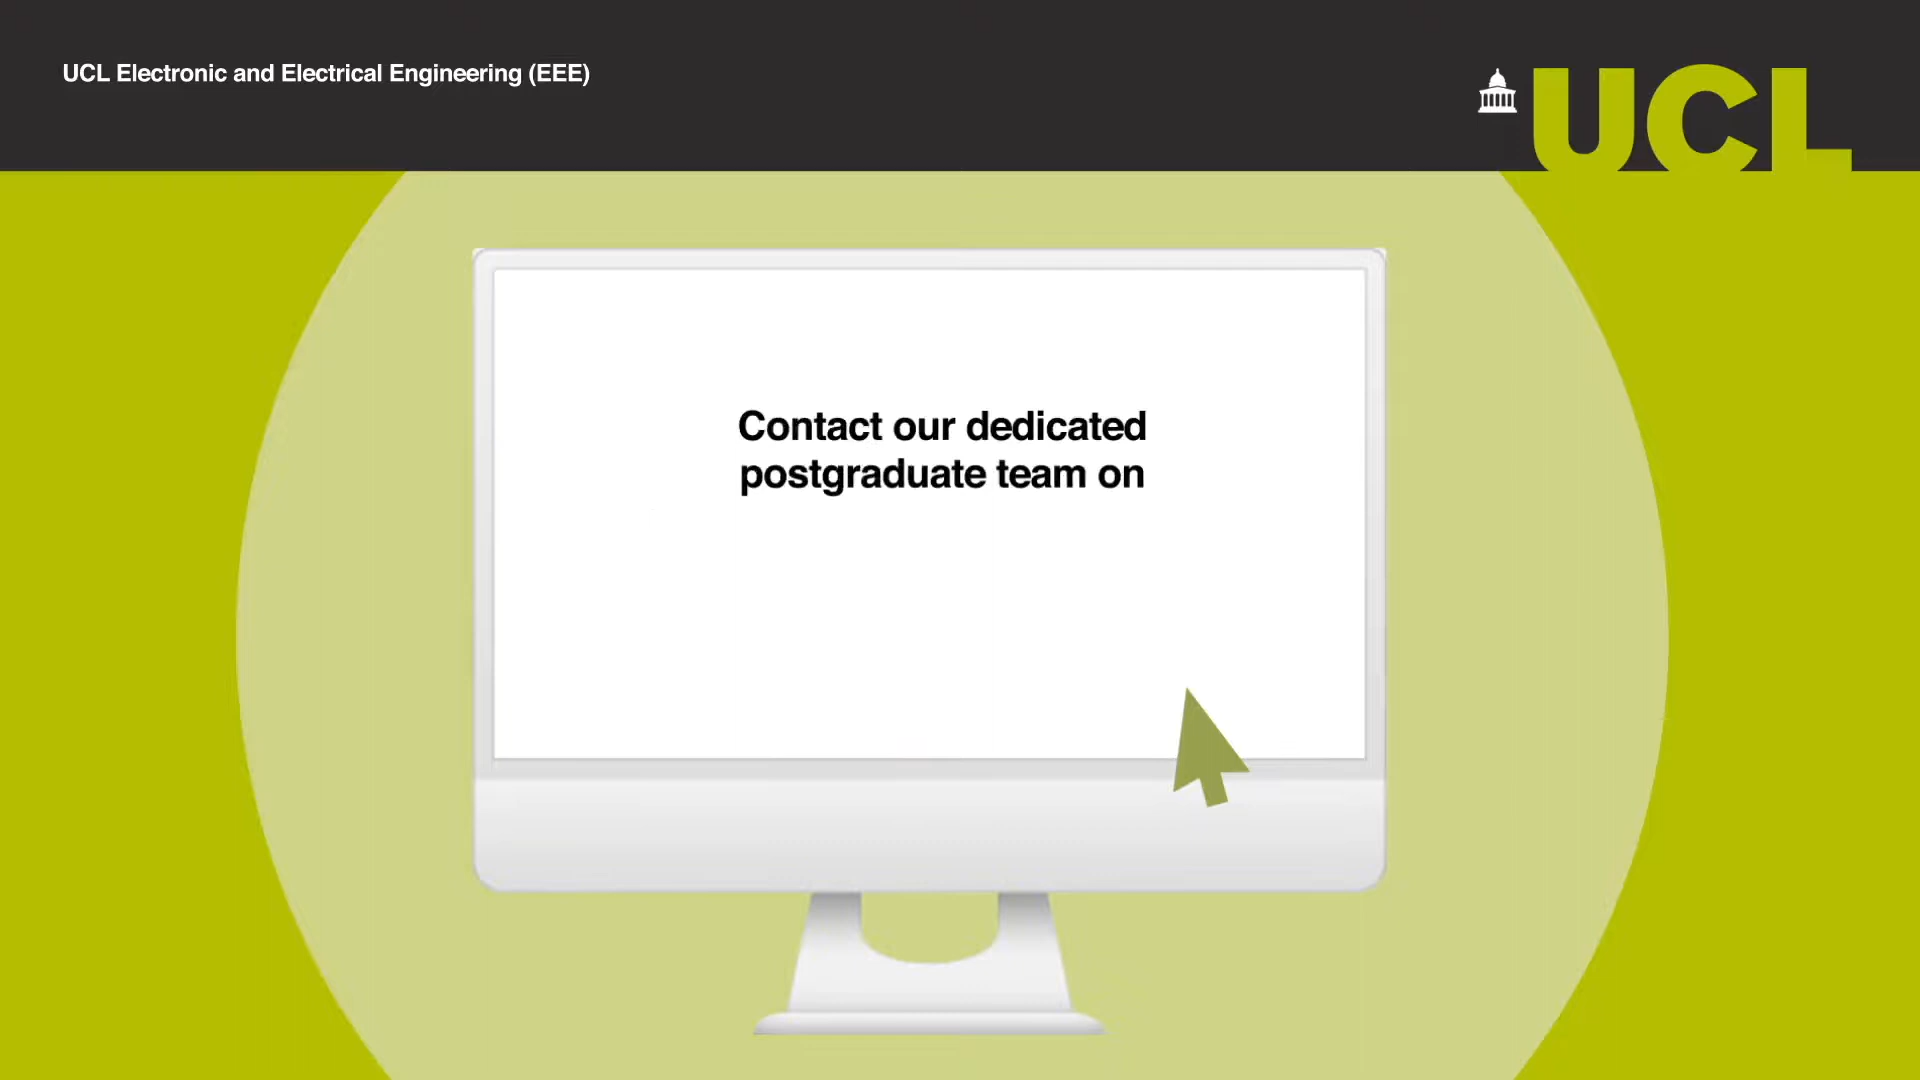 UCL Electronic and Electrical Engineering (EEE)
UCL
Contact our dedicated
postgraduate team on